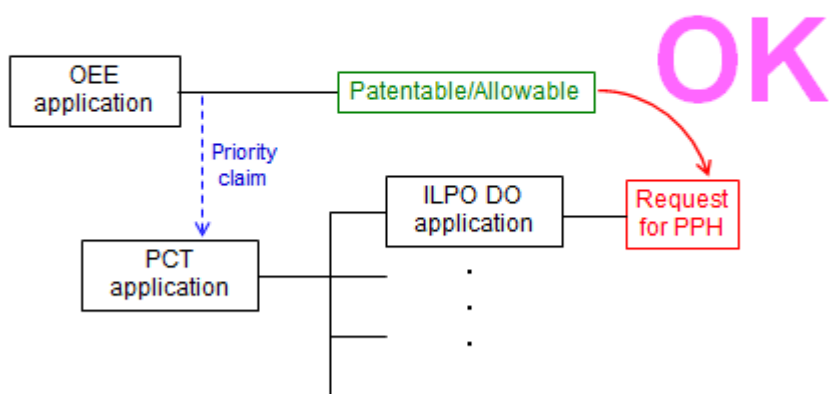 OK
OEE
application
Patentable/Allowable
Priority
claim
ILPO DO
application
Request
for PPH
PCT
application